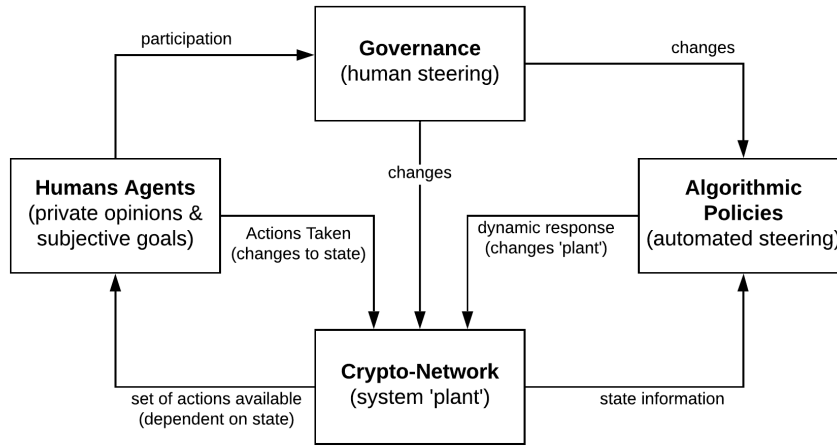 participation
Governance
(human steering)
changes
changes
Humans Agents
(private opinions &
subjective goals)
Algorithmic
Policies
(automated steering)
Actions Taken
(changes to state)
dynamic response
(changes 'plant')
Crypto-Network
(system 'plant')
set of actions available
(dependent on state)
state information